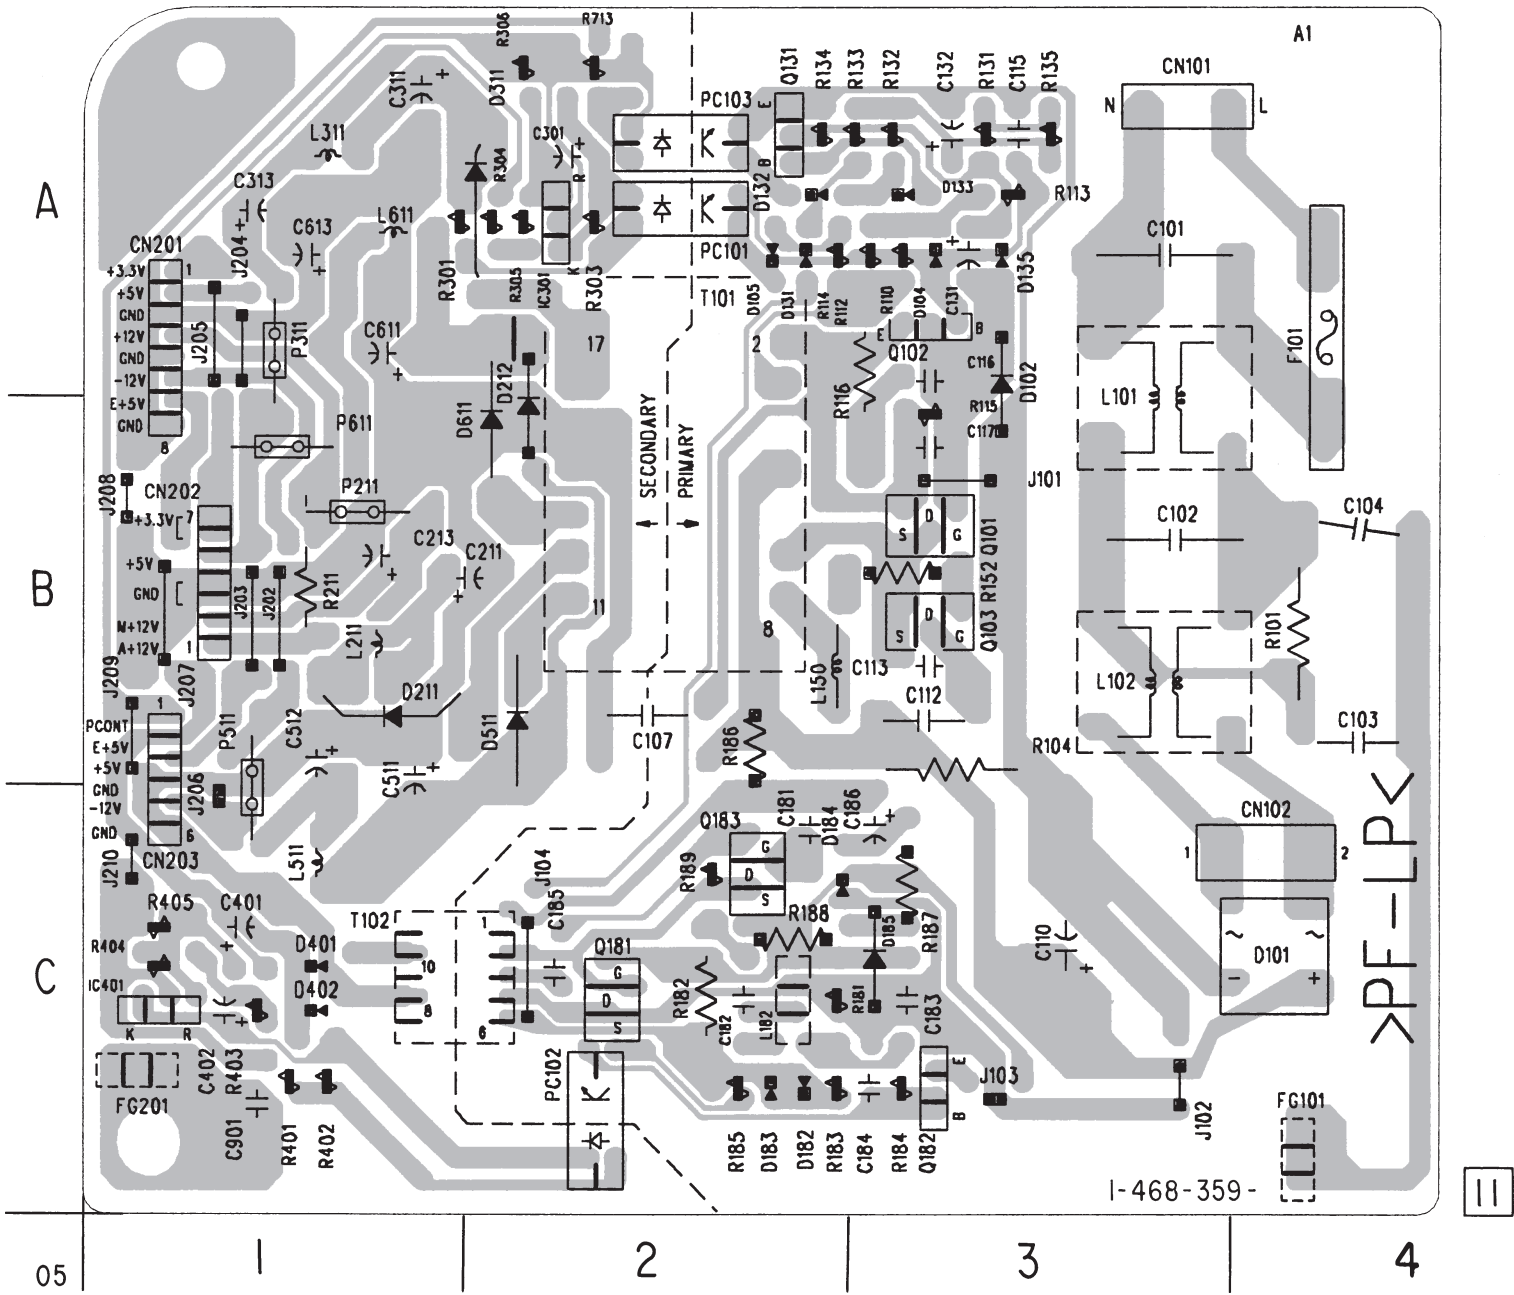 A1
R306
R713
CN101
N
L
C311
D311
Q131
R134
R133
R132
C132
R131
C115
R135
PC103
E
B
L311
C301
R304
R
D132
D133
R113
A
C313
L611
C613
CN201
J204
R301
R305
IC301
K
R303
PC101
T101
D105
D131
R114
R112
R110
D104
C131
D135
C101
+3.3V
1
+5V
GND
+12V
GND
-12V
E+5V
GND
8
J205
P311
C611
17
2
E
B
Q102
C116
D102
R116
R115
C117
F101
L101
D212
D611
P611
SECONDARY
PRIMARY
J208
CN202
P211
+3.3V
7
J101
S
D
G
Q101
C102
C104
C213
C211
B
+5V
GND
M+12V
A+12V
1
J203
J202
R211
L211
11
8
R152
S
D
G
Q103
R101
J209
J207
D211
D511
L150
C113
C112
L102
C107
R186
R104
C103
1
PCONT
E+5V
+5V
GND
-12V
GND
6
P511
C512
J206
C511
CN203
J210
L511
Q183
C181
D184
C186
G
D
S
R189
CN102
1
2
>PF-LP<
R405
C401
R404
T102
J104
C185
1
10
8
6
D401
D402
R188
D185
R187
C110
D101
~
~
-
+
C
IC401
K
R
Q181
G
D
S
R182
C182
L182
R181
C183
C402
R403
FG201
PC102
E
B
J103
J102
FG101
C901
R401
R402
R185
D183
D182
R183
C184
R184
Q182
1-468-359-
11
05
1
2
3
4